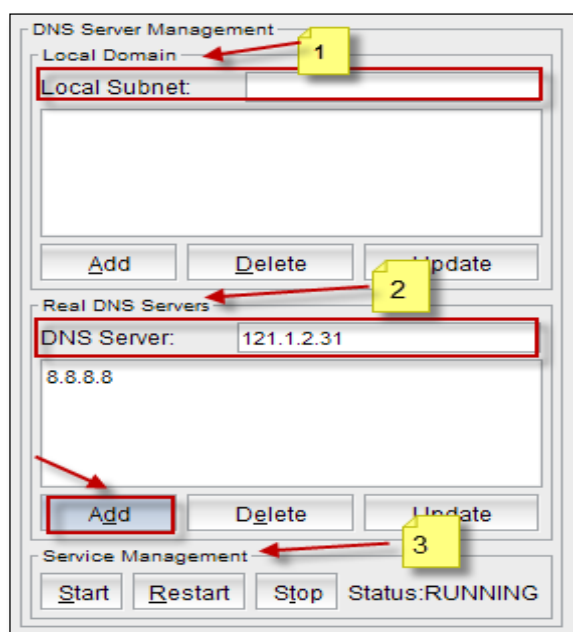 DNS Server Management
Local Domain
1
Local Subnet:
Add Delete Update
2
Real DNS Servers
DNS Server: 121.1.2.31
8.8.8.8
Add Delete Update
3
Service Management
Start Restart Stop Status:RUNNING